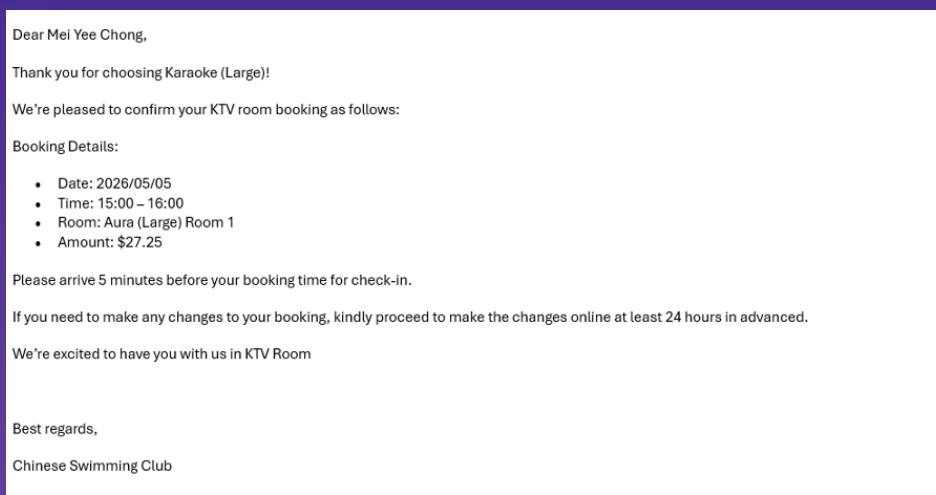 Dear Mei Yee Chong,
Thank you for choosing Karaoke (Large)!
We're pleased to confirm your KTV room booking as follows:
Booking Details:
• Date: 2026/05/05
• Time: 15:00 – 16:00
• Room: Aura (Large) Room 1
• Amount: $27.25
Please arrive 5 minutes before your booking time for check-in.
If you need to make any changes to your booking, kindly proceed to make the changes online at least 24 hours in advanced.
We're excited to have you with us in KTV Room
Best regards,
Chinese Swimming Club